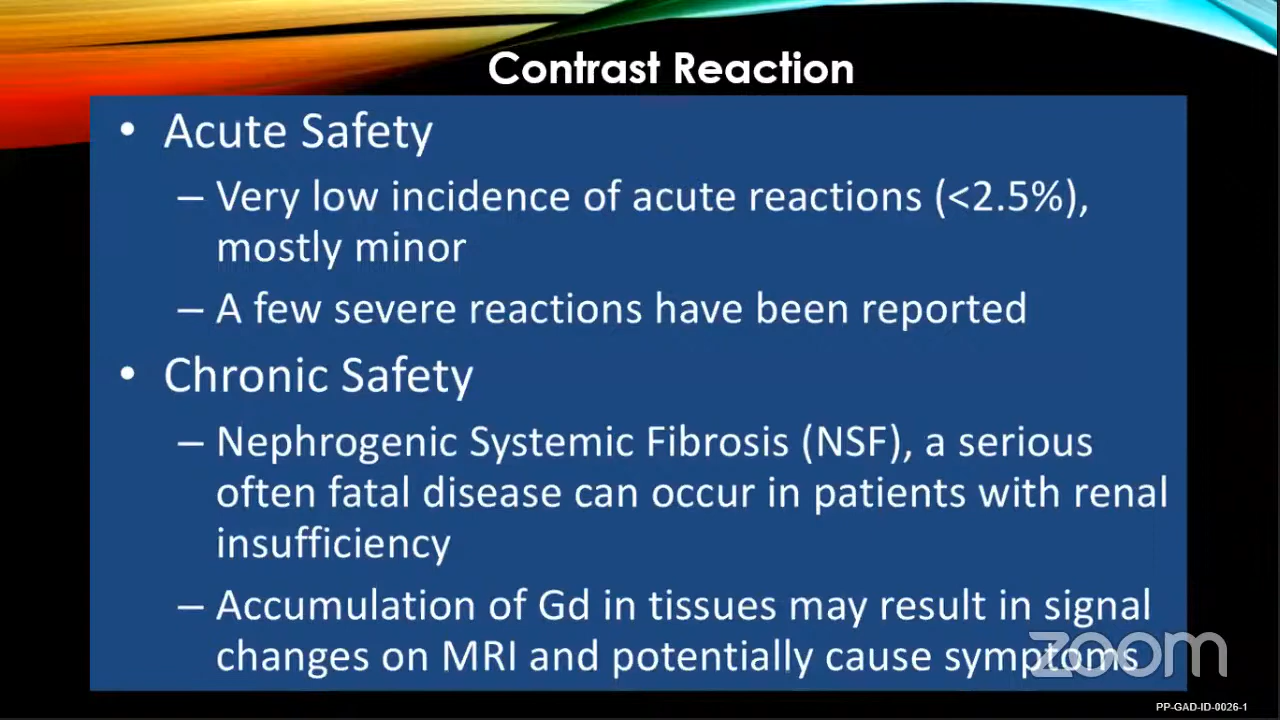 Contrast Reaction
• Acute Safety
– Very low incidence of acute reactions (<2.5%),
mostly minor
– A few severe reactions have been reported
• Chronic Safety
– Nephrogenic Systemic Fibrosis (NSF), a serious
often fatal disease can occur in patients with renal
insufficiency
– Accumulation of Gd in tissues may result in signal
changes on MRI and potentially cause symptoms
zoom
PP-GAD-ID-0026-1